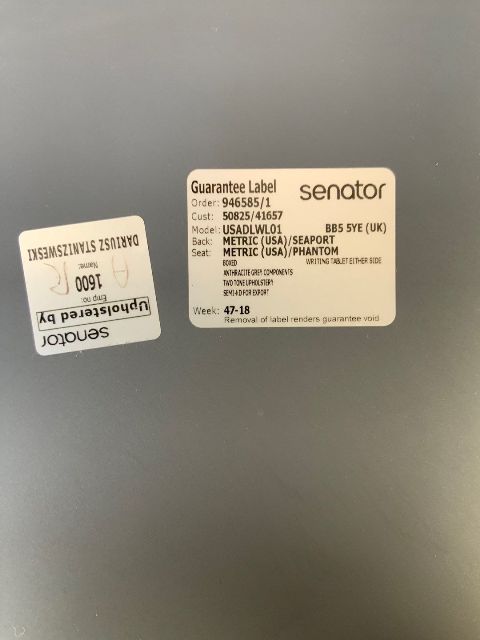 Guarantee Label
senator
Order: 946585/1
Cust: 50825/41657
Model: USADLWL01 BB5 5YE (UK)
Back: METRIC (USA)/SEAPORT
Seat: METRIC (USA)/PHANTOM
BOXED WRITING TABLET EITHER SIDE
ANTHRACITE GREY COMPONENTS
TWO TONE UPHOLSTERY
SEMI KD FOR EXPORT
Week: 47-18
Removal of label renders guarantee void
senator
Upholstered by
Emp no:
1600
Name:
DARIUSZ STANIZSWESKI